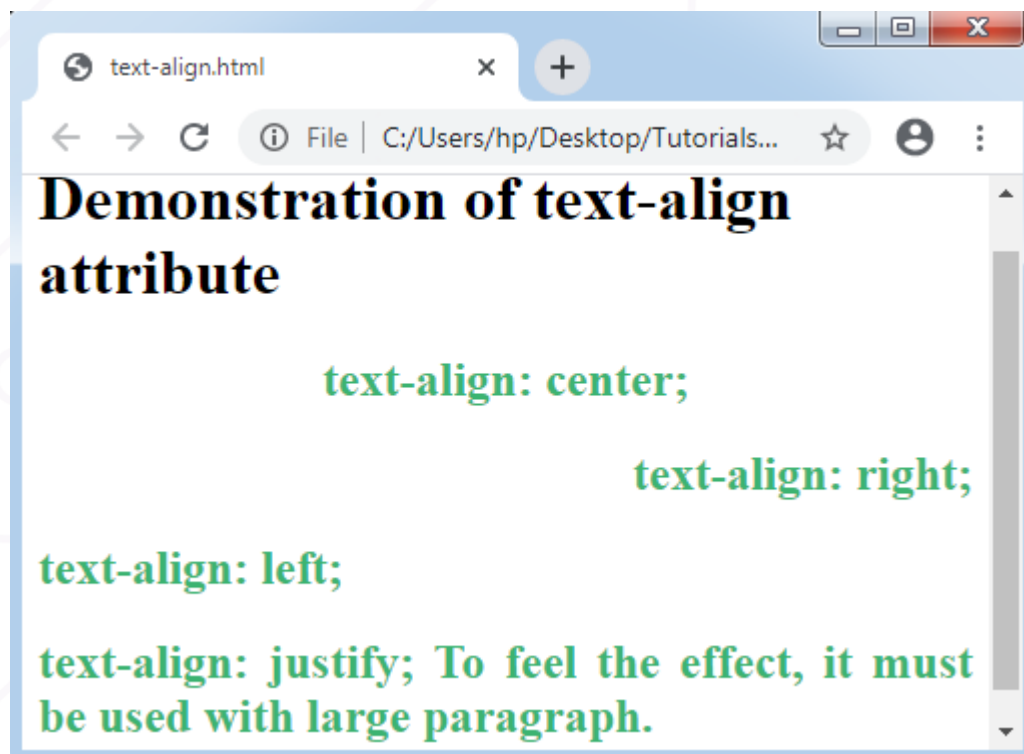 text-align.html
File | C:/Users/hp/Desktop/Tutorials...
Demonstration of text-align
attribute
text-align: center;
text-align: right;
text-align: left;
text-align: justify; To feel the effect, it must
be used with large paragraph.